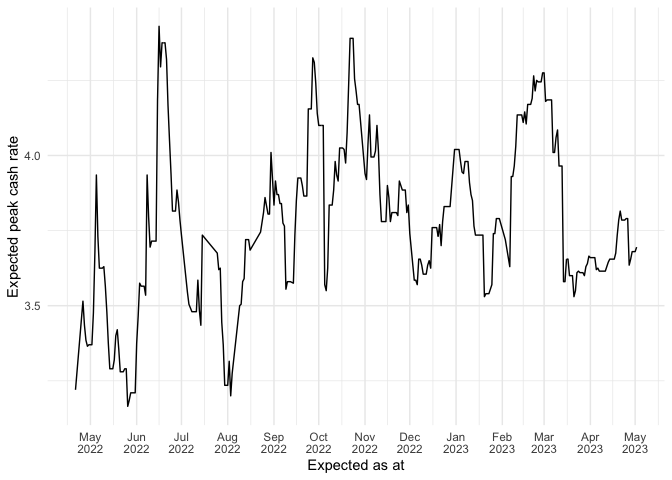 Expected peak cash rate
4.0
3.5
May Jun Jul Aug Sep Oct Nov Dec Jan Feb Mar Apr May
2022 2022 2022 2022 2022 2022 2022 2022 2023 2023 2023 2023 2023
Expected as at